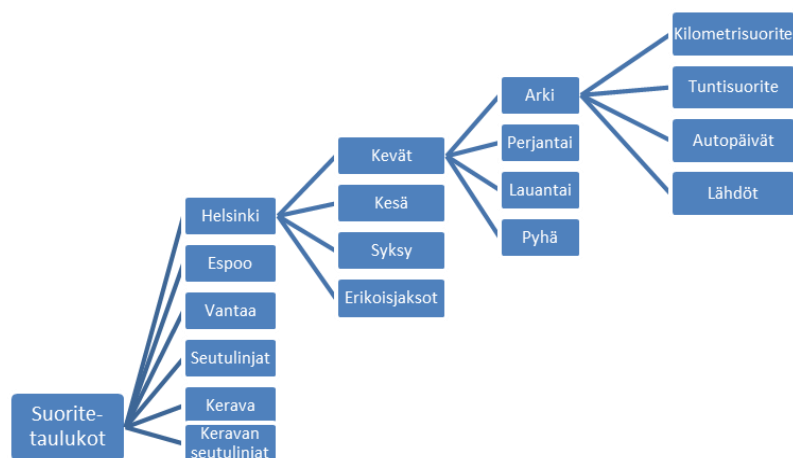 Suorite-
taulukot
Helsinki
Espoo
Vantaa
Seutulinjat
Kerava
Keravan
seutulinjat
Kevät
Kesä
Syksy
Erikoisjaksot
Arki
Perjantai
Lauantai
Pyhä
Kilometrisuorite
Tuntisuorite
Autopäivät
Lähdöt